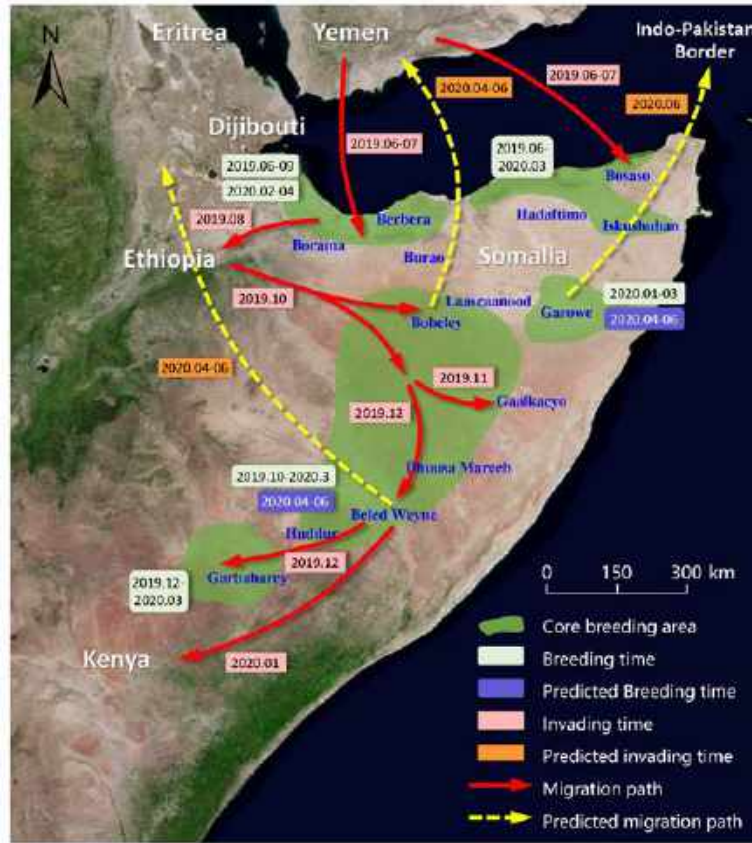 N
Eritrea
Yemen
Indo-Pakistan
Border
2020.04-06
2019.06-07
2020.06
Dijibouti
2019.06-07
2019.06-
2020.03
2019.06-09
2020.02-04
Bosaso
2019.08
Berbera
Hadaftimo
Iskushuban
Borama
Burao
Somalia
Ethiopia
2019.10
Laascaanood
Bobeley
Garowe
2020.01-03
2020.04-06
2020.04-06
2019.11
2019.12
Gaalkacyo
Dhuusa Mareeb
2019.10-2020.3
2020.04-06
Beled Weyne
Huddur
2019.12
Garbaharey
2019.12-
2020.03
0 150 300 km
Kenya
2020.01
Core breeding area
Breeding time
Predicted Breeding time
Invading time
Predicted invading time
Migration path
Predicted migration path